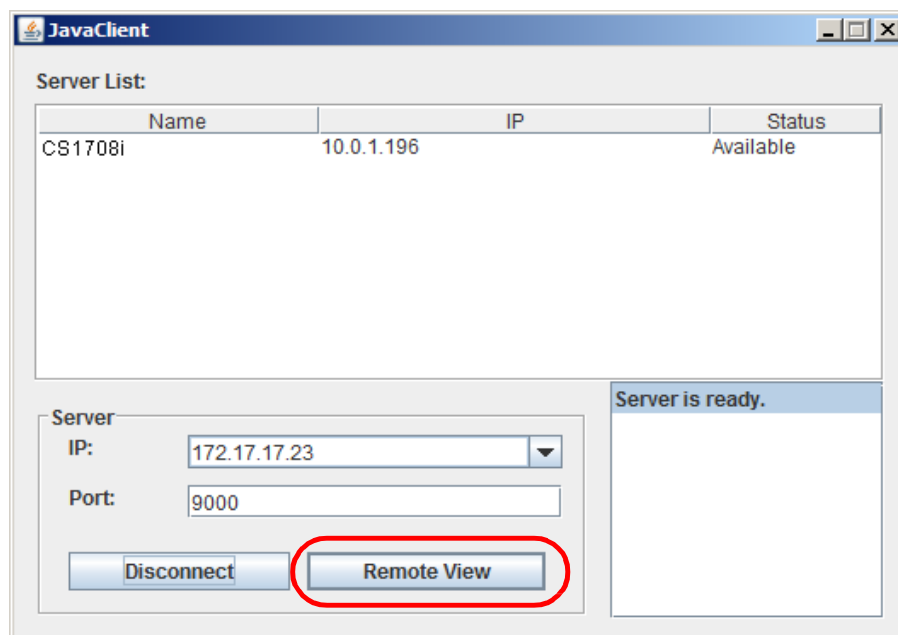 JavaClient
Server List:
Name IP Status
CS1708i 10.0.1.196 Available
Server is ready.
Server
IP: 172.17.17.23
Port: 9000
Disconnect Remote View